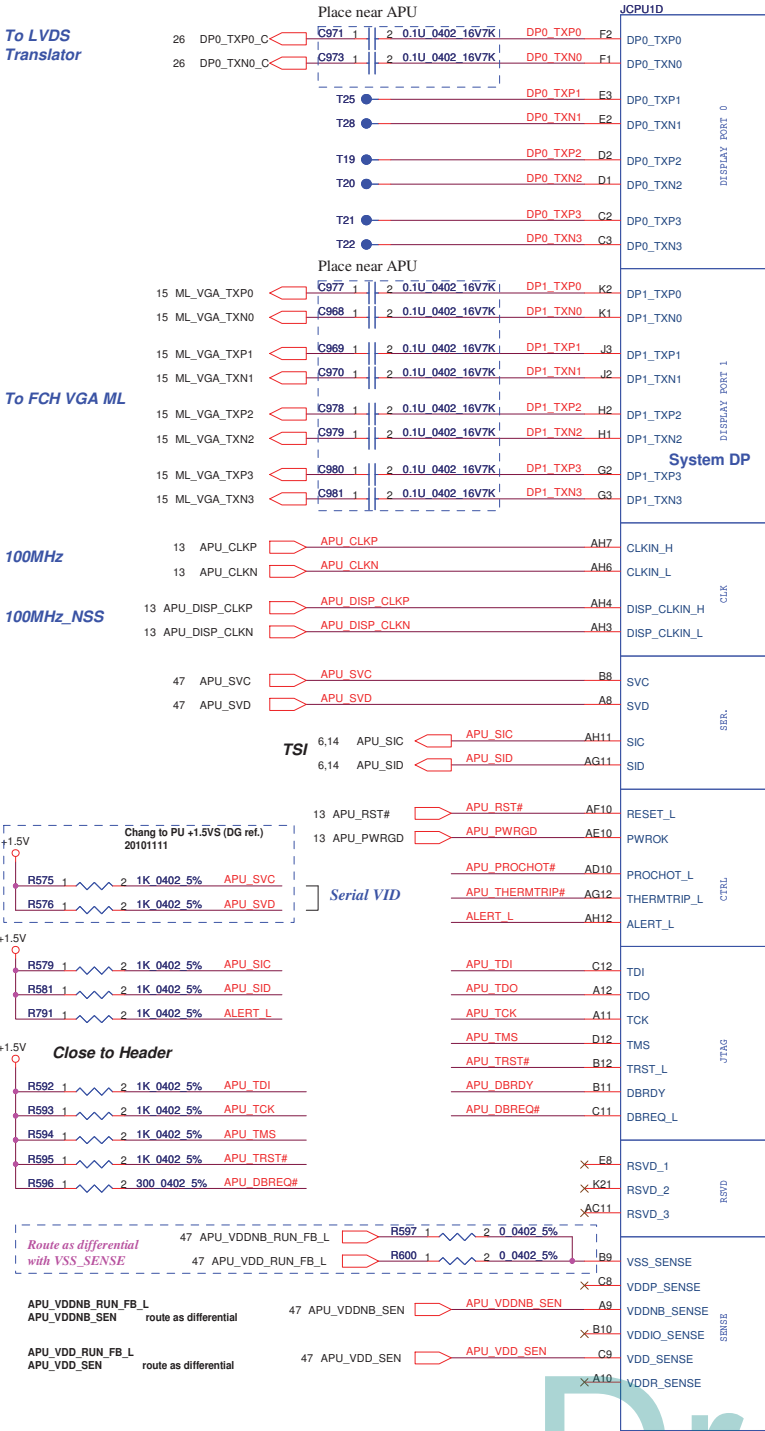 Place near APU
JCPU1D
To LVDS
Translator
26 DP0_TXP0_C C971 1 2 0.1U_0402_16V7K DP0_TXP0 F2 DP0_TXP0
26 DP0_TXN0_C C973 1 2 0.1U_0402_16V7K DP0_TXN0 F1 DP0_TXN0
T25 DP0_TXP1 E3 DP0_TXP1
T28 DP0_TXN1 E2 DP0_TXN1
DISPLAY PORT 0
T19 DP0_TXP2 D2 DP0_TXP2
T20 DP0_TXN2 D1 DP0_TXN2
T21 DP0_TXP3 C2 DP0_TXP3
T22 DP0_TXN3 C3 DP0_TXN3
Place near APU
15 ML_VGA_TXP0 C977 1 2 0.1U_0402_16V7K DP1_TXP0 K2 DP1_TXP0
15 ML_VGA_TXN0 C968 1 2 0.1U_0402_16V7K DP1_TXN0 K1 DP1_TXN0
15 ML_VGA_TXP1 C969 1 2 0.1U_0402_16V7K DP1_TXP1 J3 DP1_TXP1
15 ML_VGA_TXN1 C970 1 2 0.1U_0402_16V7K DP1_TXN1 J2 DP1_TXN1
To FCH VGA ML
DISPLAY PORT 1
15 ML_VGA_TXP2 C978 1 2 0.1U_0402_16V7K DP1_TXP2 H2 DP1_TXP2
15 ML_VGA_TXN2 C979 1 2 0.1U_0402_16V7K DP1_TXN2 H1 DP1_TXN2
System DP
15 ML_VGA_TXP3 C980 1 2 0.1U_0402_16V7K DP1_TXP3 G2 DP1_TXP3
15 ML_VGA_TXN3 C981 1 2 0.1U_0402_16V7K DP1_TXN3 G3 DP1_TXN3
100MHz
13 APU_CLKP APU_CLKP AH7 CLKIN_H
13 APU_CLKN APU_CLKN AH6 CLKIN_L
CLK
100MHz_NSS
13 APU_DISP_CLKP APU_DISP_CLKP AH4 DISP_CLKIN_H
13 APU_DISP_CLKN APU_DISP_CLKN AH3 DISP_CLKIN_L
47 APU_SVC APU_SVC B8 SVC
47 APU_SVD APU_SVD A8 SVD
SER.
TSI
6,14 APU_SIC APU_SIC AH11 SIC
6,14 APU_SID APU_SID AG11 SID
13 APU_RST# APU_RST# AF10 RESET_L
13 APU_PWRGD APU_PWRGD AE10 PWROK
APU_PROCHOT# AD10 PROCHOT_L
APU_THERMTRIP# AG12 THERMTRIP_L
ALERT_L AH12 ALERT_L
CTRL
+1.5V
Chang to PU +1.5VS (DG ref.)
20101111
R575 1 2 1K_0402_5% APU_SVC
R576 1 2 1K_0402_5% APU_SVD
Serial VID
+1.5V
R579 1 2 1K_0402_5% APU_SIC
R581 1 2 1K_0402_5% APU_SID
R791 1 2 1K_0402_5% ALERT_L
APU_TDI C12 TDI
APU_TDO A12 TDO
APU_TCK A11 TCK
APU_TMS D12 TMS
APU_TRST# B12 TRST_L
APU_DBRDY B11 DBRDY
APU_DBREQ# C11 DBREQ_L
JTAG
+1.5V
Close to Header
R592 1 2 1K_0402_5% APU_TDI
R593 1 2 1K_0402_5% APU_TCK
R594 1 2 1K_0402_5% APU_TMS
R595 1 2 1K_0402_5% APU_TRST#
R596 1 2 300_0402_5% APU_DBREQ#
E8 RSVD_1
K21 RSVD_2
AC11 RSVD_3
RSVD
Route as differential
with VSS_SENSE
47 APU_VDDNB_RUN_FB_L R597 1 2 0_0402_5%
47 APU_VDD_RUN_FB_L R600 1 2 0_0402_5% B9 VSS_SENSE
C8 VDDP_SENSE
APU_VDDNB_RUN_FB_L
APU_VDDNB_SEN route as differential
47 APU_VDDNB_SEN APU_VDDNB_SEN A9 VDDNB_SENSE
B10 VDDIO_SENSE
SENSE
APU_VDD_RUN_FB_L
APU_VDD_SEN route as differential
47 APU_VDD_SEN APU_VDD_SEN C9 VDD_SENSE
A10 VDDR_SENSE
Dr